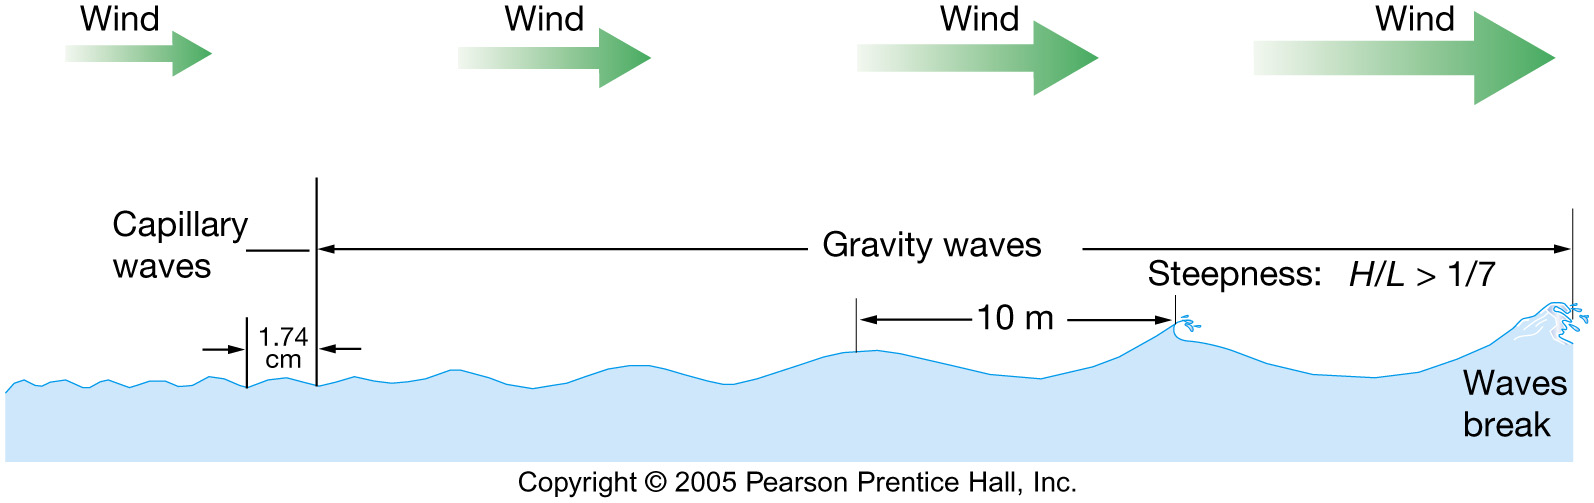 Wind
Wind
Wind
Wind
Capillary
waves
Gravity waves
Steepness: H/L > 1/7
10 m
1.74
cm
Waves
break
Copyright © 2005 Pearson Prentice Hall, Inc.